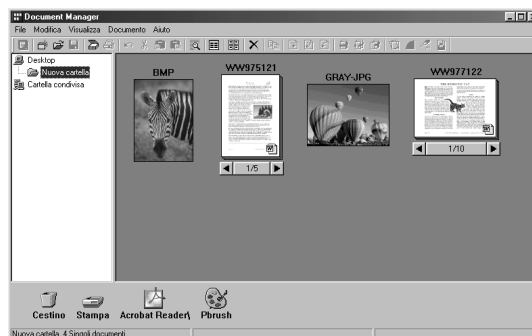 Document Manager
File Modifica Visualizza Documento Aiuto
Desktop
Nuova cartella
Cartella condivisa
BMP
WW975121
1/5
GRAY-JPG
WW977122
1/10
Cestino Stampa Acrobat Reader\ Pbrush
Nuova cartella, 4 Singoli documenti